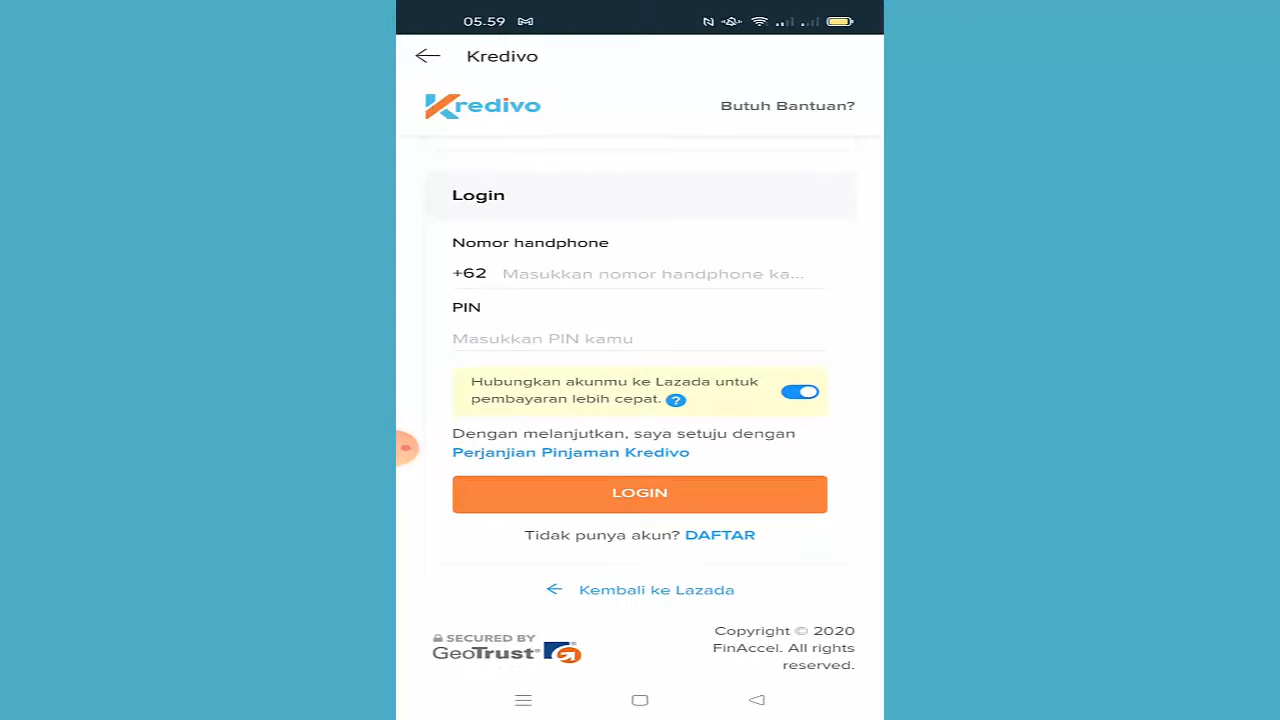 05.59
Kredivo
Kredivo
Butuh Bantuan?
Login
Nomor handphone
+62 Masukkan nomor handphone ka...
PIN
Masukkan PIN kamu
Hubungkan akunmu ke Lazada untuk
pembayaran lebih cepat. ?
Dengan melanjutkan, saya setuju dengan
Perjanjian Pinjaman Kredivo
LOGIN
Tidak punya akun? DAFTAR
← Kembali ke Lazada
SECURED BY
GeoTrust®
Copyright © 2020
FinAccel. All rights
reserved.